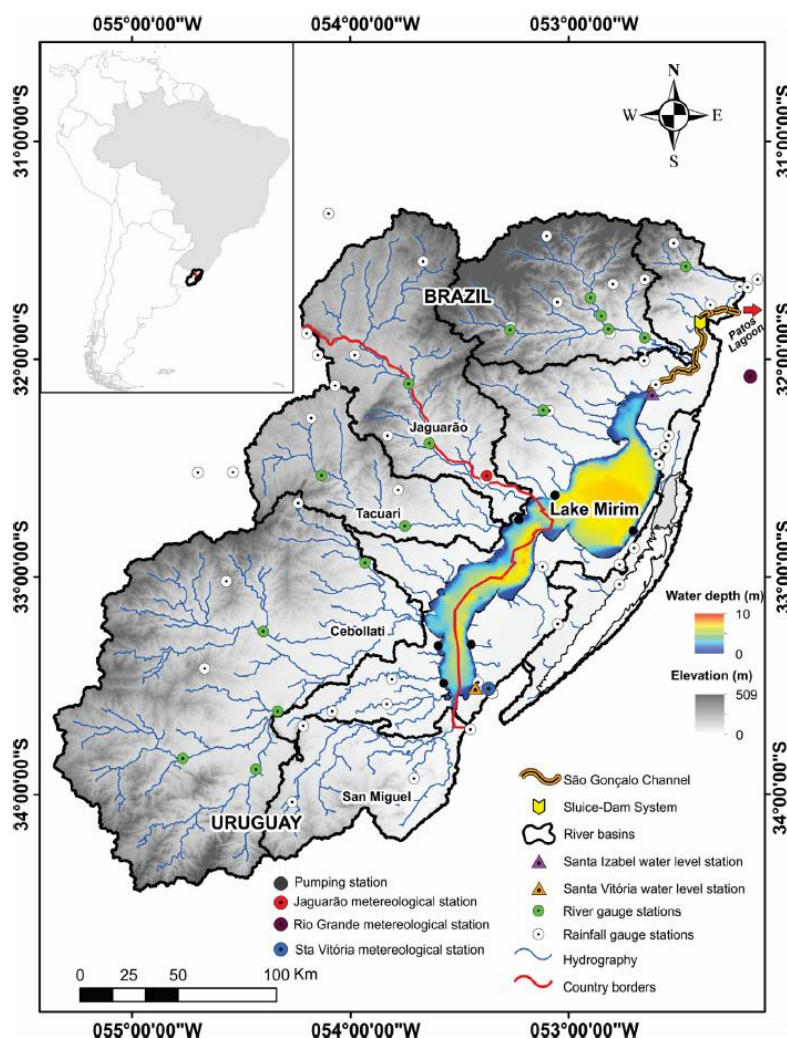 055°00'00"W 054°00'00"W 053°00'00"W
31°00'00"S
32°00'00"S
33°00'00"S
34°00'00"S
31°00'00"S
32°00'00"S
33°00'00"S
34°00'00"S
N
W E
S
BRAZIL
Patos
Lagoon
Jaguarão
Lake Mirim
Tacuari
Cebollati
San Miguel
URUGUAY
Water depth (m)
10
0
Elevation (m)
509
0
São Gonçalo Channel
Sluice-Dam System
River basins
Santa Izabel water level station
Santa Vitória water level station
River gauge stations
Rainfall gauge stations
Hydrography
Country borders
Pumping station
Jaguarão metereological station
Rio Grande metereological station
Sta Vitória metereological station
0 25 50 100 Km
055°00'00"W 054°00'00"W 053°00'00"W